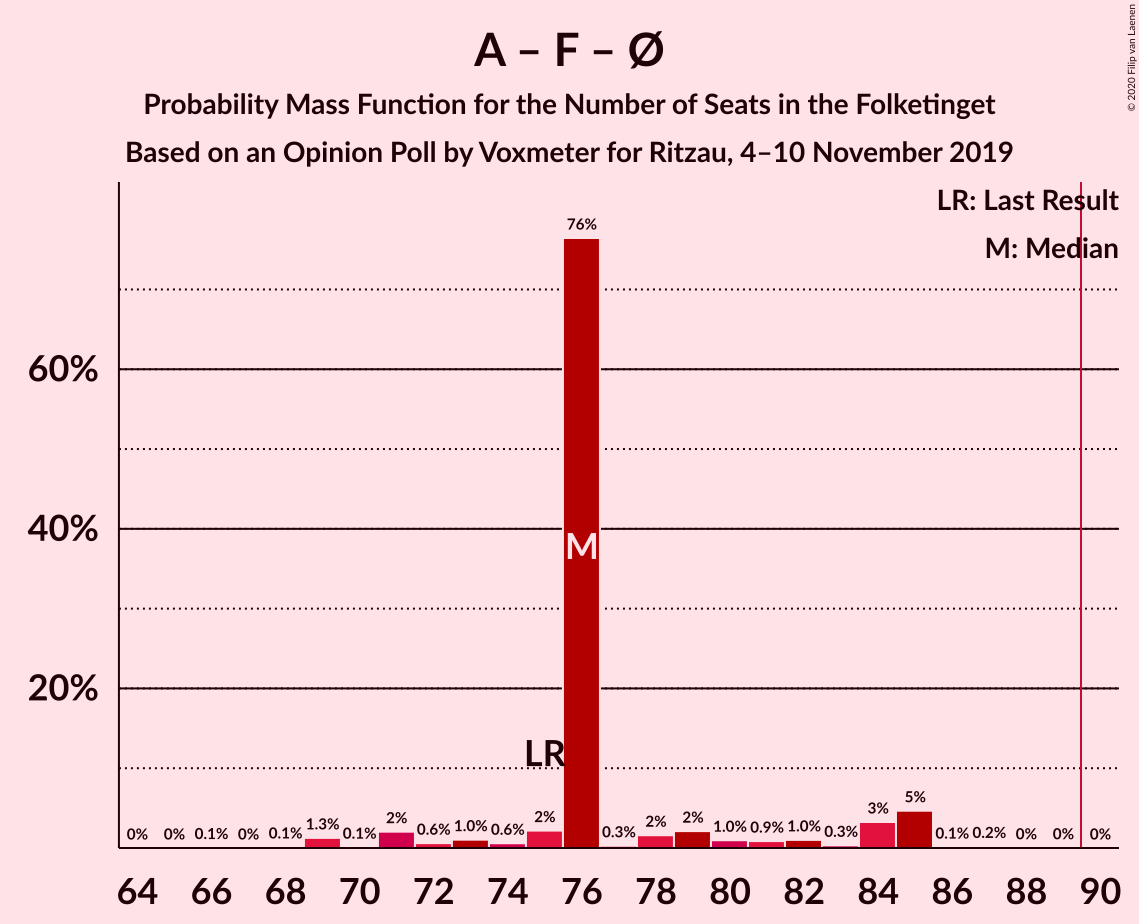 A – F – Ø
Probability Mass Function for the Number of Seats in the Folketinget
Based on an Opinion Poll by Voxmeter for Ritzau, 4–10 November 2019
© 2020 Filip van Laenen
LR: Last Result
M: Median
60%
40%
20%
0% 0% 0.1% 0% 0.1% 1.3% 0.1% 2% 0.6% 1.0% 0.6% 2% 76% 0.3% 2% 2% 1.0% 0.9% 1.0% 0.3% 3% 5% 0.1% 0.2% 0% 0% 0%
LR
M
64 66 68 70 72 74 76 78 80 82 84 86 88 90